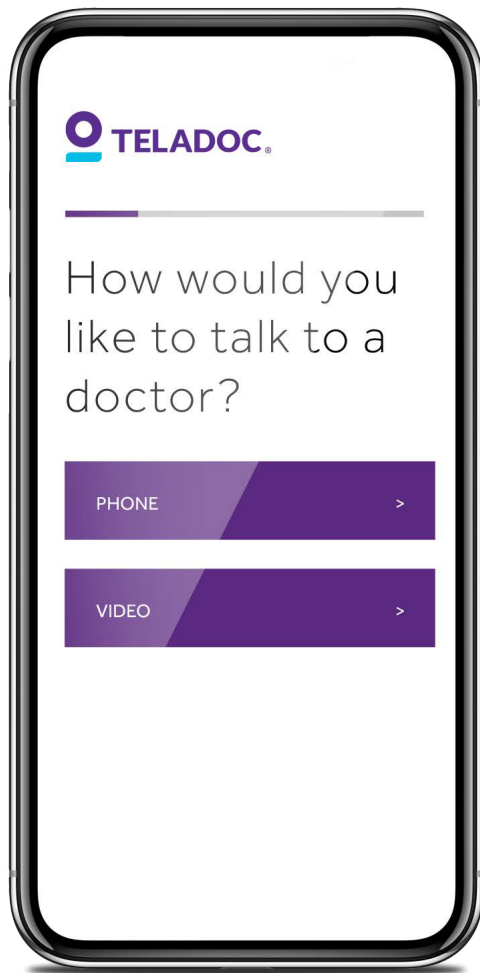 TELADOC®
How would you
like to talk to a
doctor?
PHONE >
VIDEO >